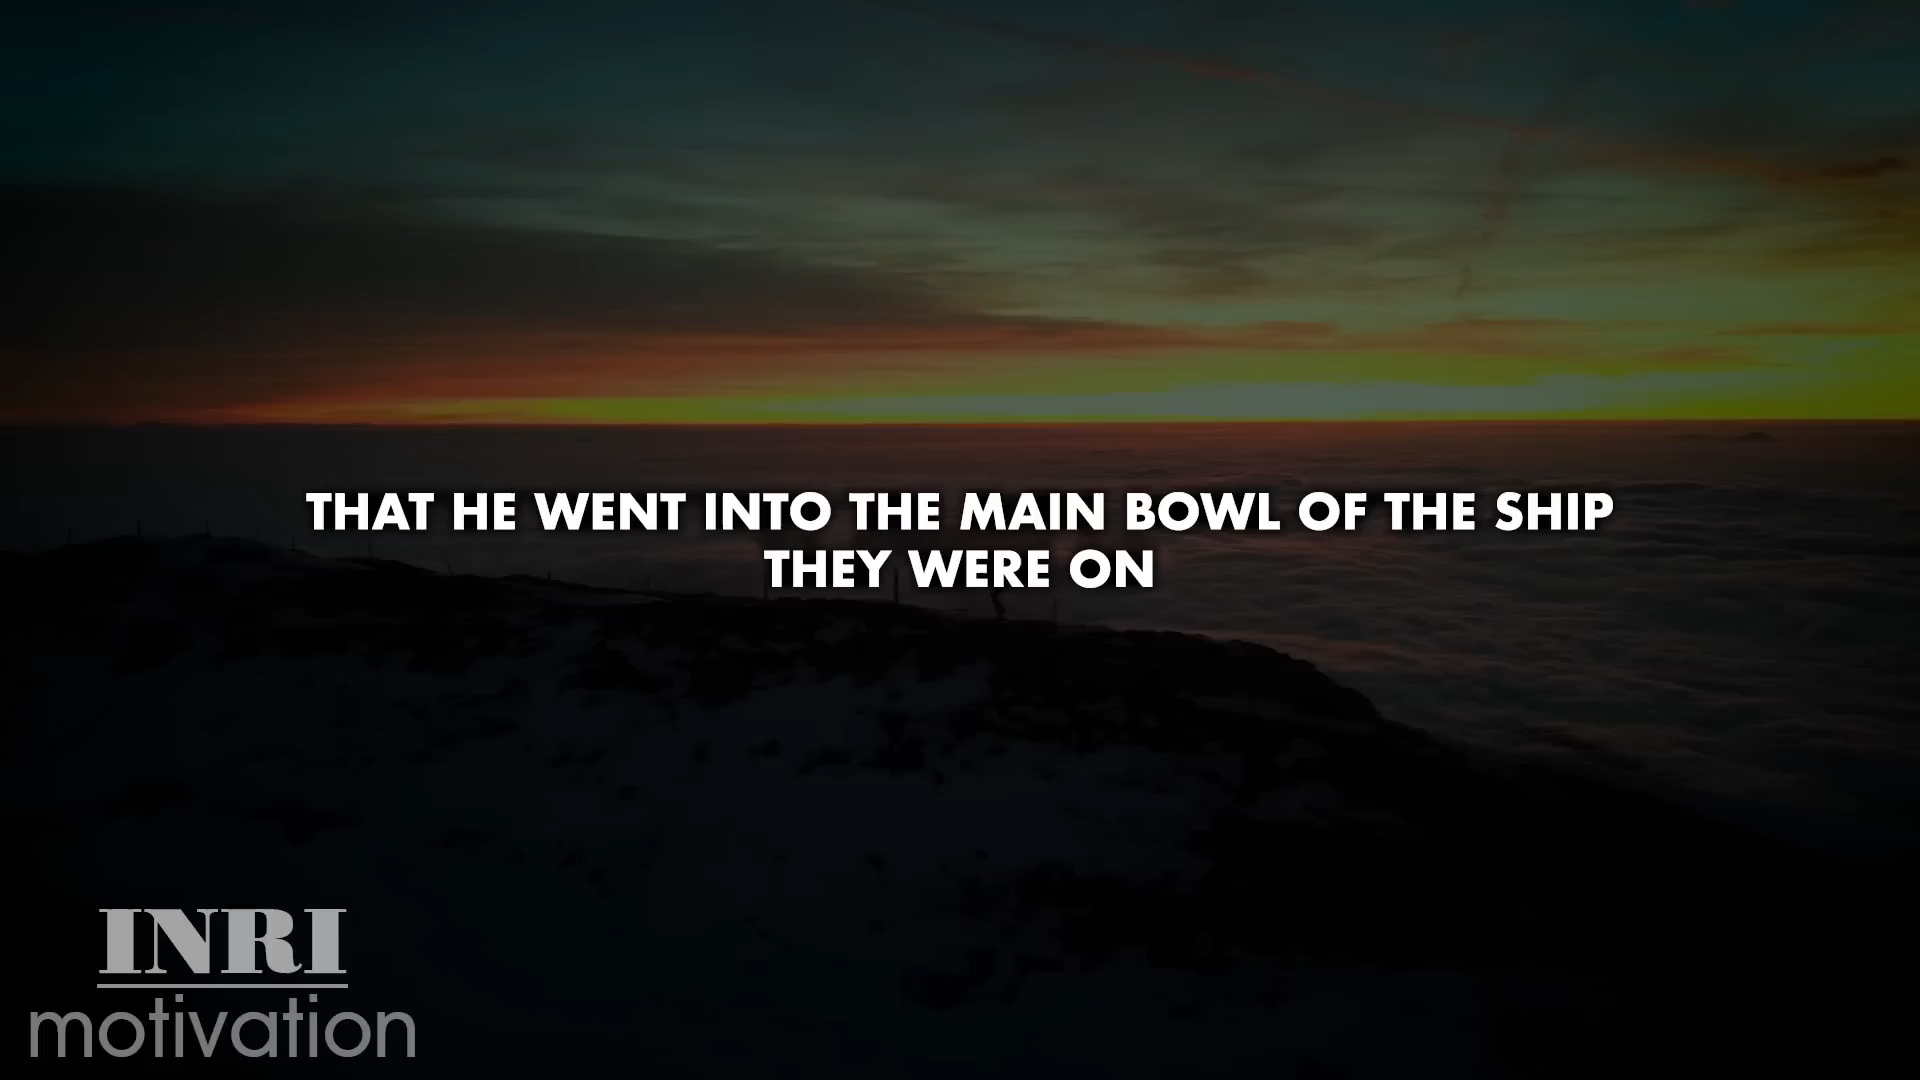 THAT HE WENT INTO THE MAIN BOWL OF THE SHIP
THEY WERE ON
INRI
motivation